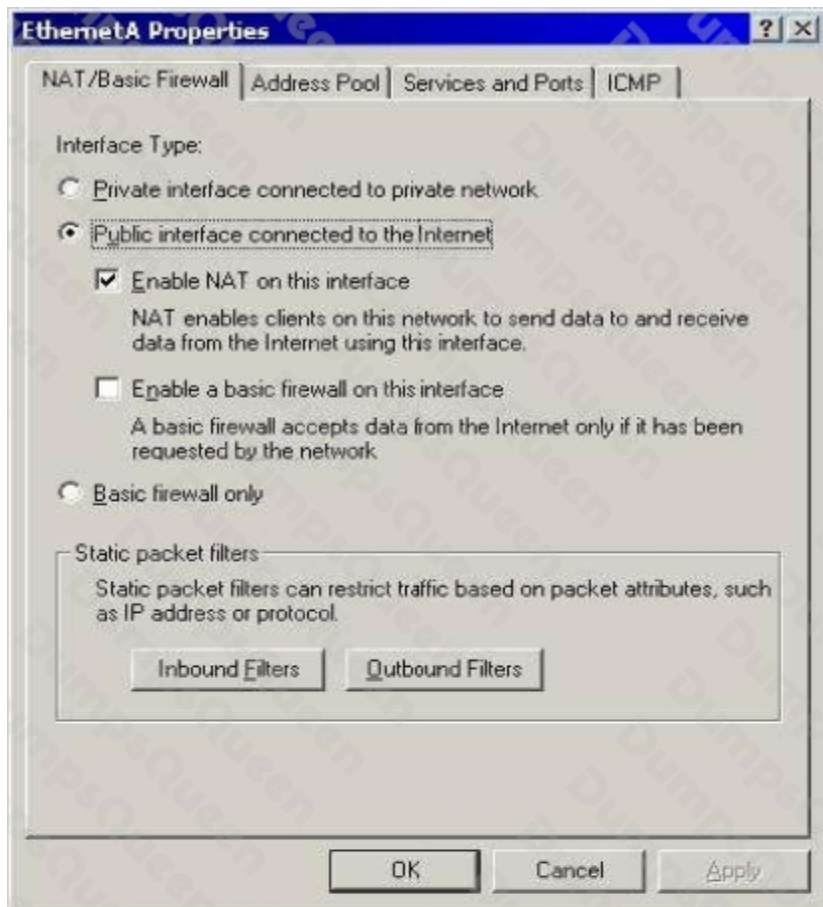 EthernetA Properties
NAT/Basic Firewall Address Pool Services and Ports ICMP
Interface Type:
Private interface connected to private network
Public interface connected to the Internet
Enable NAT on this interface
NAT enables clients on this network to send data to and receive
data from the Internet using this interface.
Enable a basic firewall on this interface
A basic firewall accepts data from the Internet only if it has been
requested by the network
Basic firewall only
Static packet filters
Static packet filters can restrict traffic based on packet attributes, such
as IP address or protocol.
Inbound Filters Outbound Filters
OK Cancel Apply
DumpsQueen